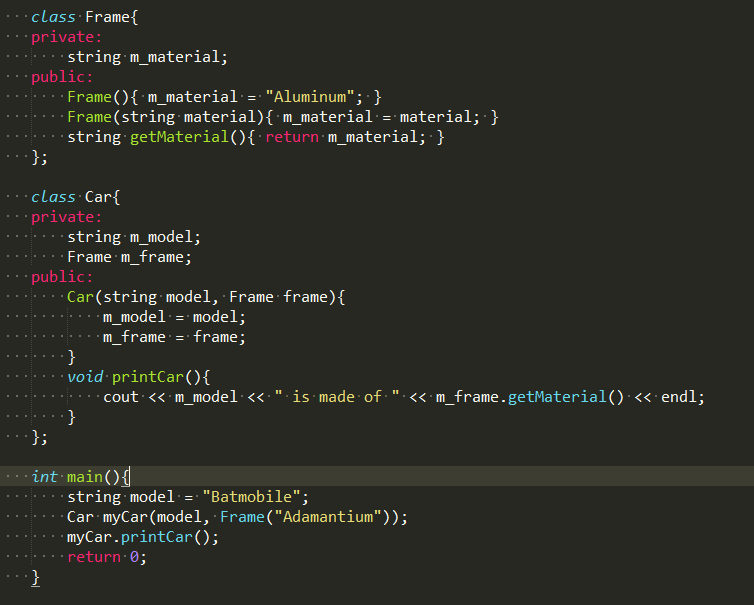 class Frame{
private:
string m_material;
public:
Frame(){ m_material = "Aluminum"; }
Frame(string material){ m_material = material; }
string getMaterial(){ return m_material; }
};
class Car{
private:
string m_model;
Frame m_frame;
public:
Car(string model, Frame frame){
m_model = model;
m_frame = frame;
}
void printCar(){
cout << m_model << " is made of " << m_frame.getMaterial() << endl;
}
};
int main(){
string model = "Batmobile";
Car myCar(model, Frame("Adamantium"));
myCar.printCar();
return 0;
}